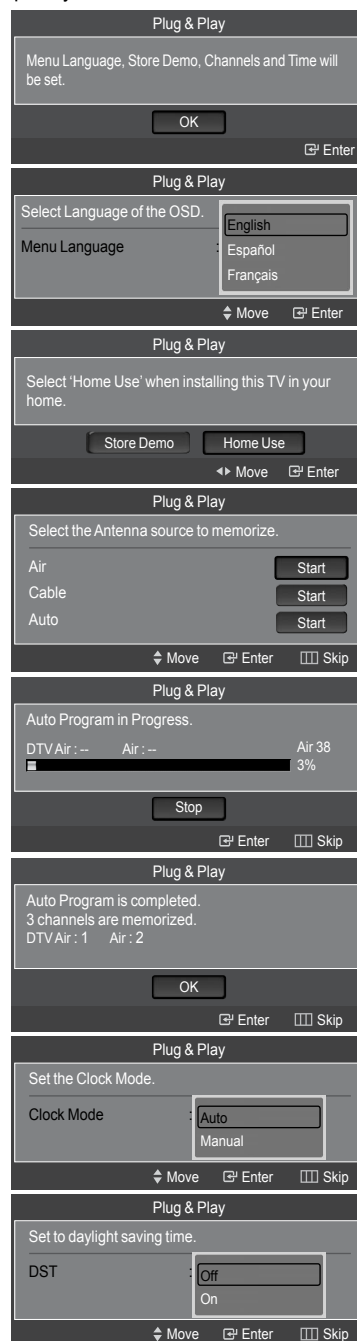 Plug & Play
Menu Language, Store Demo, Channels and Time will
be set.
OK
Enter
Plug & Play
Select Language of the OSD.
Menu Language : English
Español
Français
Move Enter
Plug & Play
Select ‘Home Use’ when installing this TV in your
home.
Store Demo Home Use
Move Enter
Plug & Play
Select the Antenna source to memorize.
Air Start
Cable Start
Auto Start
Move Enter Skip
Plug & Play
Auto Program in Progress.
DTV Air : -- Air : -- Air 38
3%
Stop
Enter Skip
Plug & Play
Auto Program is completed.
3 channels are memorized.
DTV Air : 1 Air : 2
OK
Enter Skip
Plug & Play
Set the Clock Mode.
Clock Mode : Auto
Manual
Move Enter Skip
Plug & Play
Set to daylight saving time.
DST : Off
On
Move Enter Skip